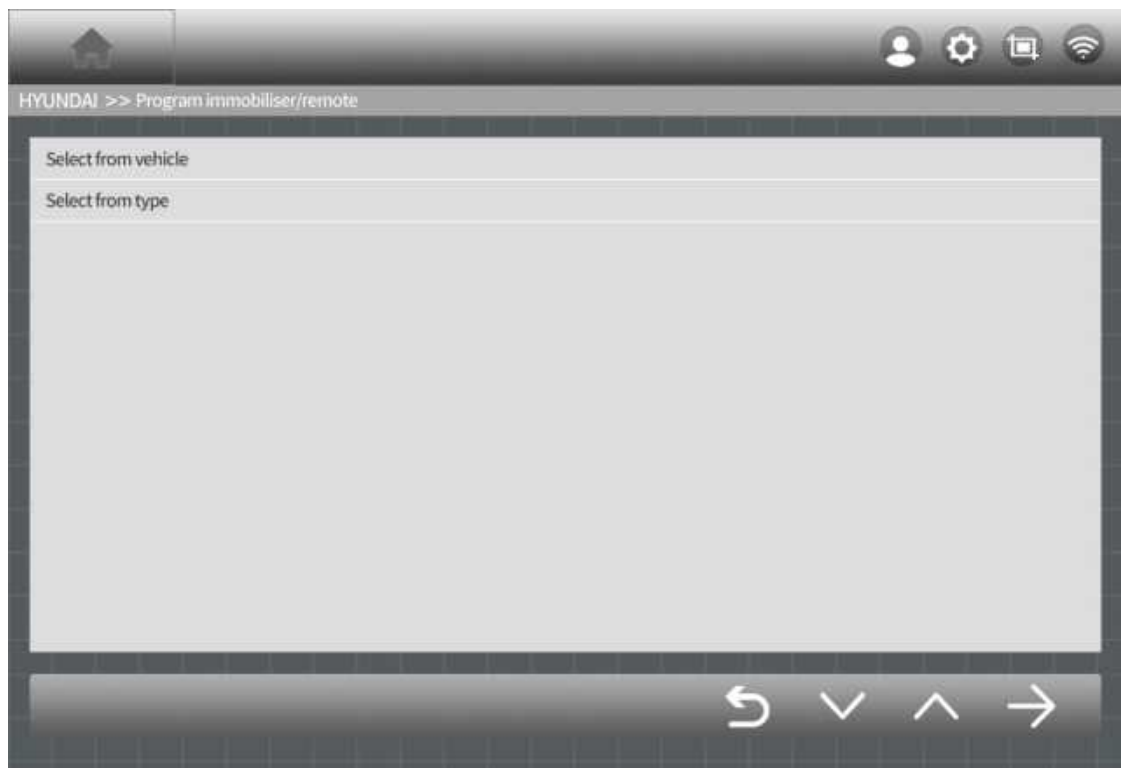 HYUNDAI >> Program immobiliser/remote
Select from vehicle
Select from type